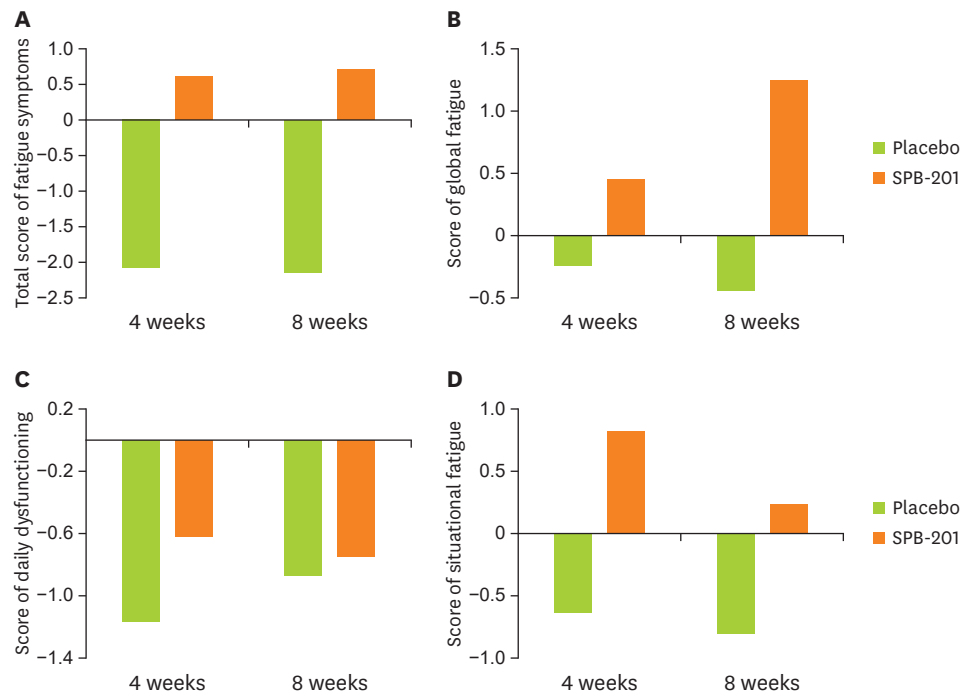 A
Total score of fatigue symptoms
1.0
0.5
0
−0.5
−1.0
−1.5
−2.0
−2.5
4 weeks
8 weeks
B
Score of global fatigue
1.5
1.0
0.5
0
−0.5
4 weeks
8 weeks
Placebo
SPB-201
C
Score of daily dysfunctioning
0.2
−0.2
−0.6
−1.0
−1.4
4 weeks
8 weeks
D
Score of situational fatigue
1.0
0.5
0
−0.5
−1.0
4 weeks
8 weeks
Placebo
SPB-201